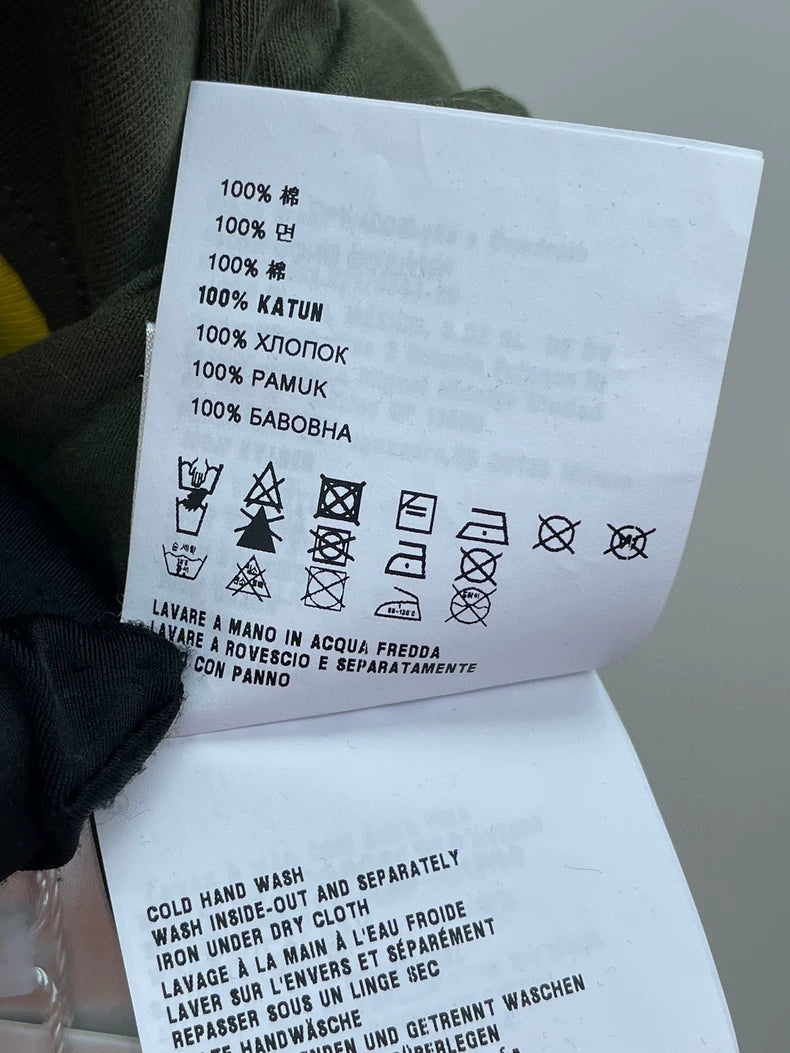 100% 棉
100% 면
100% 棉
100% KATUN
100% ХЛОПОК
100% PAMUK
100% БАВОВНА
LAVARE A MANO IN ACQUA FREDDA
LAVARE A ROVESCIO E SEPARATAMENTE
CON PANNO
COLD HAND WASH
WASH INSIDE-OUT AND SEPARATELY
IRON UNDER DRY CLOTH
LAVAGE À LA MAIN À L'EAU FROIDE
LAVER SUR L'ENVERS ET SÉPARÉMENT
REPASSER SOUS UN LINGE SEC
HANDWÄSCHE
UND GETRENNT WASCHEN